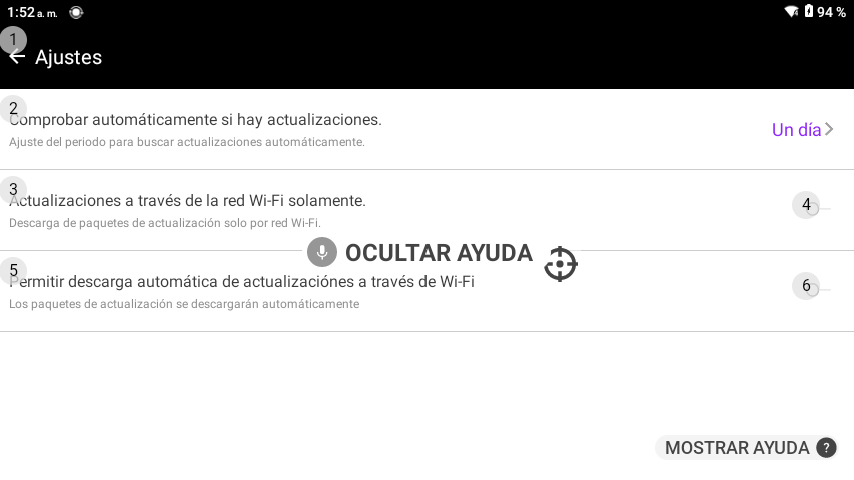 1:52 a. m.
94 %
1
Ajustes
2
Comprobar automáticamente si hay actualizaciones.
Ajuste del periodo para buscar actualizaciones automáticamente.
Un día
3
Actualizaciones a través de la red Wi-Fi solamente.
Descarga de paquetes de actualización solo por red Wi-Fi.
4
OCULTAR AYUDA
5
Permitir descarga automática de actualizaciónes a través de Wi-Fi
Los paquetes de actualización se descargarán automáticamente
6
MOSTRAR AYUDA ?